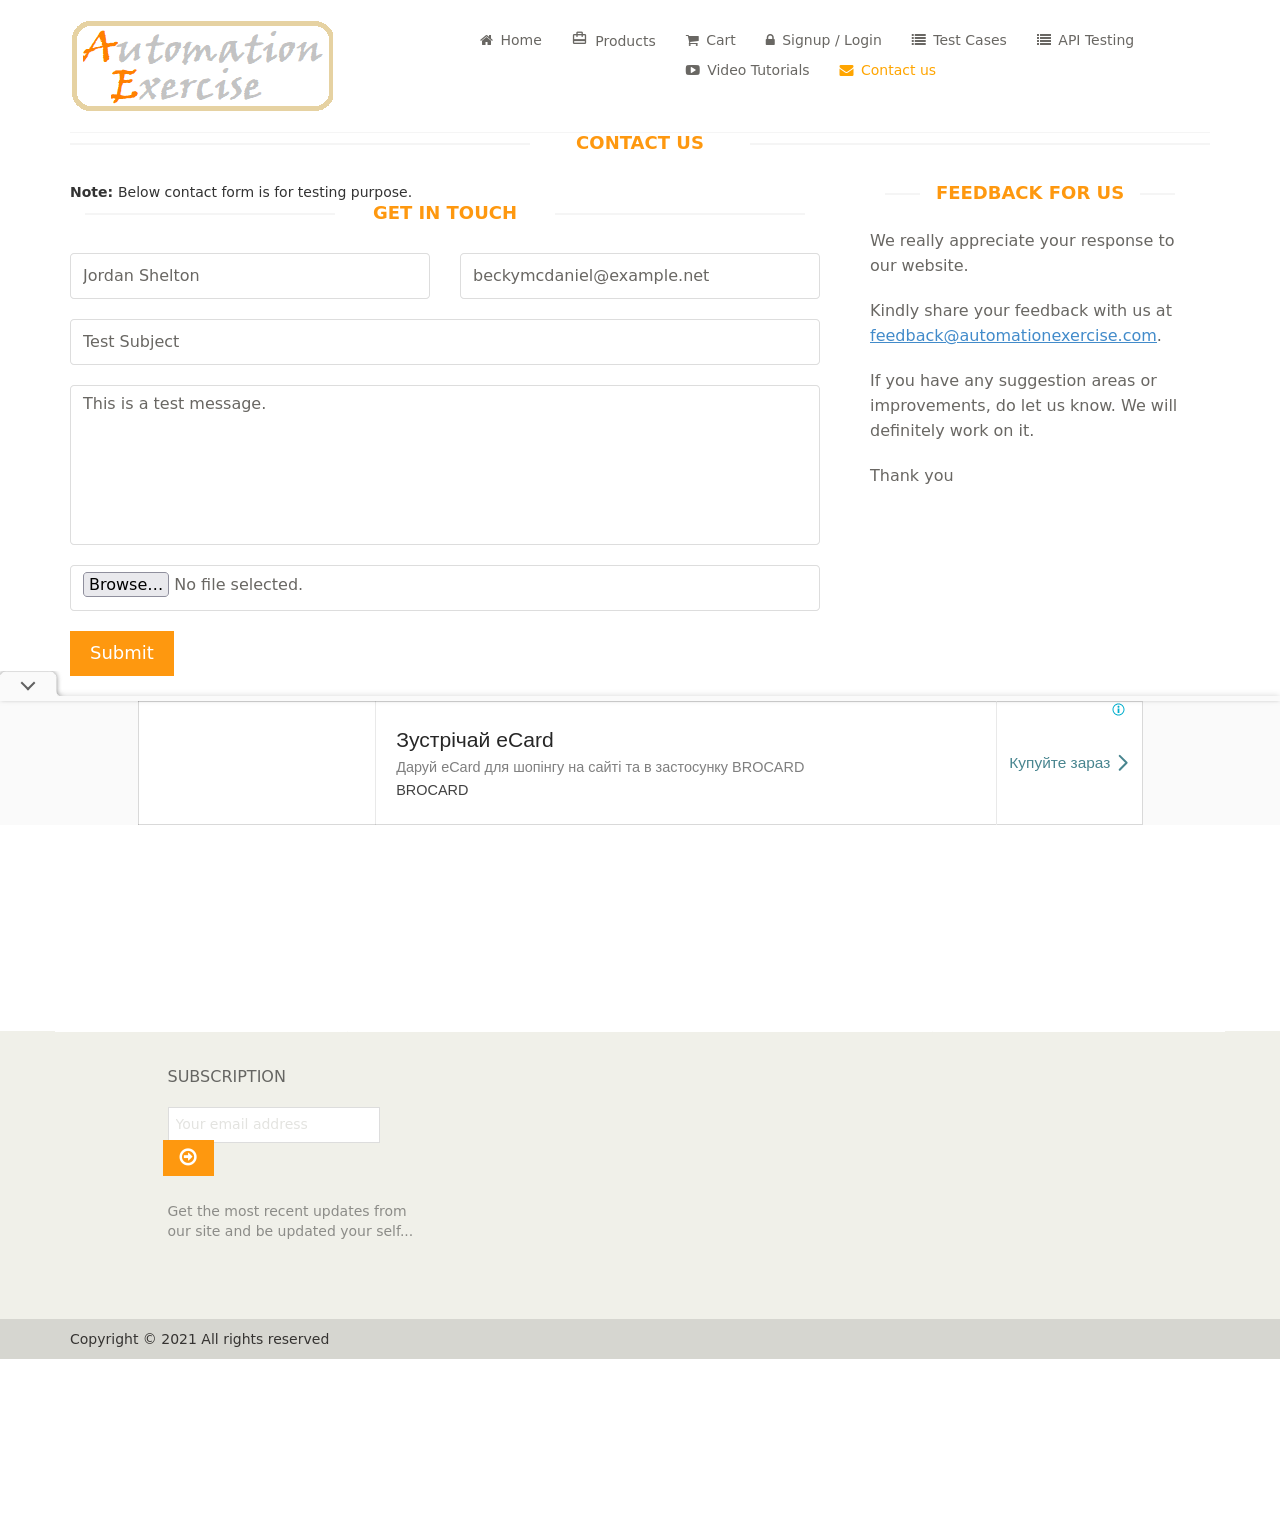 Automation
Exercise
Home
Products
Cart
Signup / Login
Test Cases
API Testing
Video Tutorials
Contact us
CONTACT US
Note: Below contact form is for testing purpose.
GET IN TOUCH
Jordan Shelton
beckymcdaniel@example.net
Test Subject
This is a test message.
Browse... No file selected.
Submit
FEEDBACK FOR US
We really appreciate your response to
our website.
Kindly share your feedback with us at
feedback@automationexercise.com.
If you have any suggestion areas or
improvements, do let us know. We will
definitely work on it.
Thank you
Зустрічай eCard
Даруй eCard для шопінгу на сайті та в застосунку BROCARD
BROCARD
Купуйте зараз
SUBSCRIPTION
Your email address
Get the most recent updates from
our site and be updated your self...
Copyright © 2021 All rights reserved